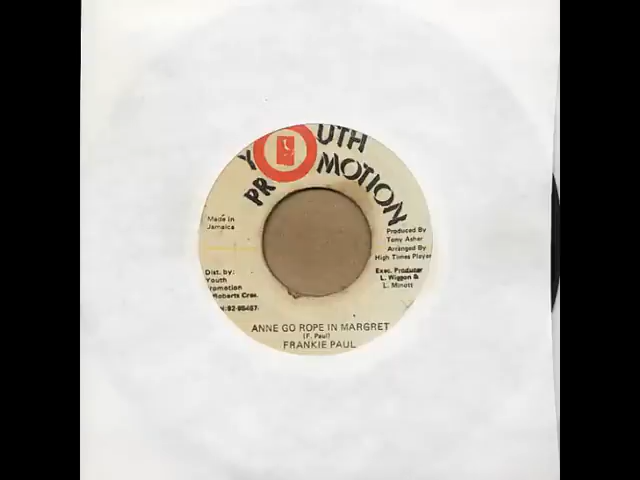 YOUTH
PROMOTION
Made in
Jamaica
Produced By
Tony Asher
Arranged By
High Times Player
Exec. Producer
L. Wiggon &
L. Minott
Dist. by:
Youth
Promotion
Roberts Cres.
ANNE GO ROPE IN MARGRET
(F. Paul)
FRANKIE PAUL